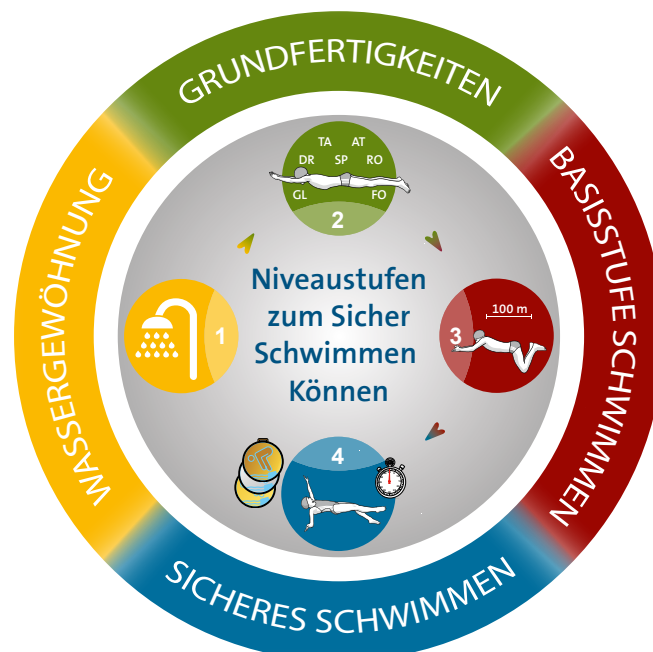 GRUNDFERTIGKEITEN
BASISSTUFE SCHWIMMEN
SICHERES SCHWIMMEN
WASSERGEWÖHNUNG
TA AT
DR SP RO
GL FO
2
1
Niveaustufen
zum Sicher
Schwimmen
Können
100 m
3
4